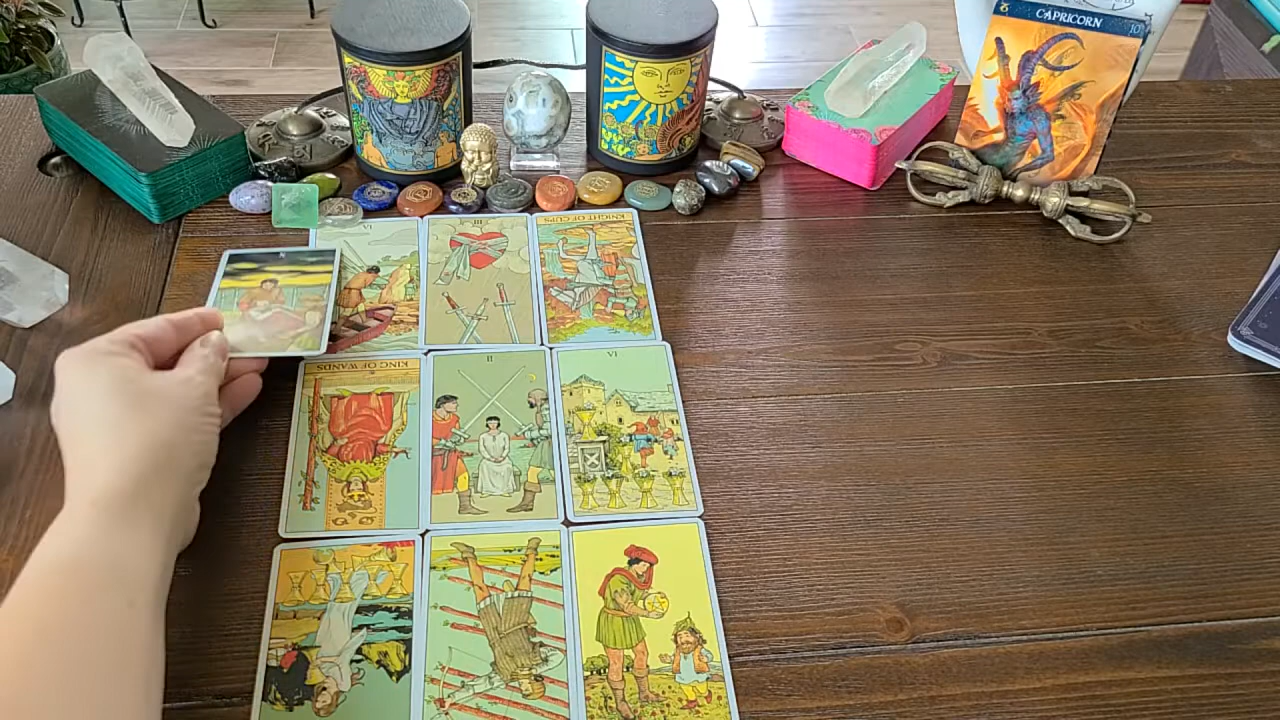 CAPRICORN
10
VI
III
KNIGHT OF CUPS
KING OF WANDS
II
VI